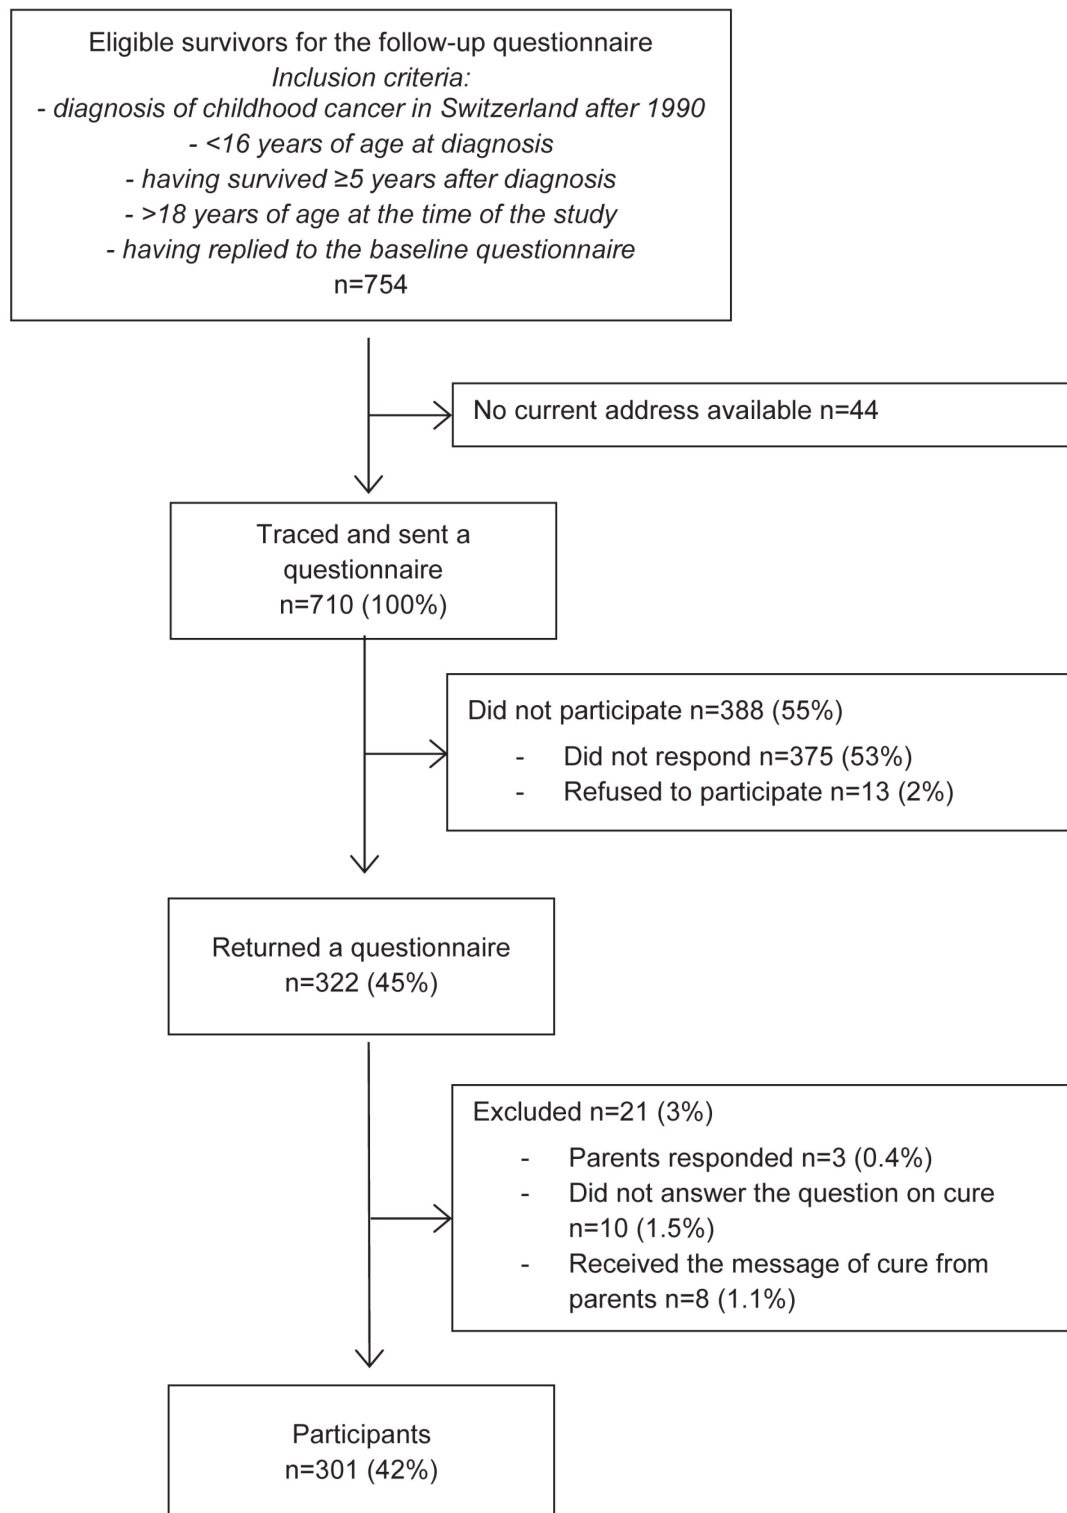 Eligible survivors for the follow-up questionnaire
Inclusion criteria:
- diagnosis of childhood cancer in Switzerland after 1990
- <16 years of age at diagnosis
- having survived ≥5 years after diagnosis
- >18 years of age at the time of the study
- having replied to the baseline questionnaire
n=754
No current address available n=44
Traced and sent a
questionnaire
n=710 (100%)
Did not participate n=388 (55%)
- Did not respond n=375 (53%)
- Refused to participate n=13 (2%)
Returned a questionnaire
n=322 (45%)
Excluded n=21 (3%)
- Parents responded n=3 (0.4%)
- Did not answer the question on cure
n=10 (1.5%)
- Received the message of cure from
parents n=8 (1.1%)
Participants
n=301 (42%)